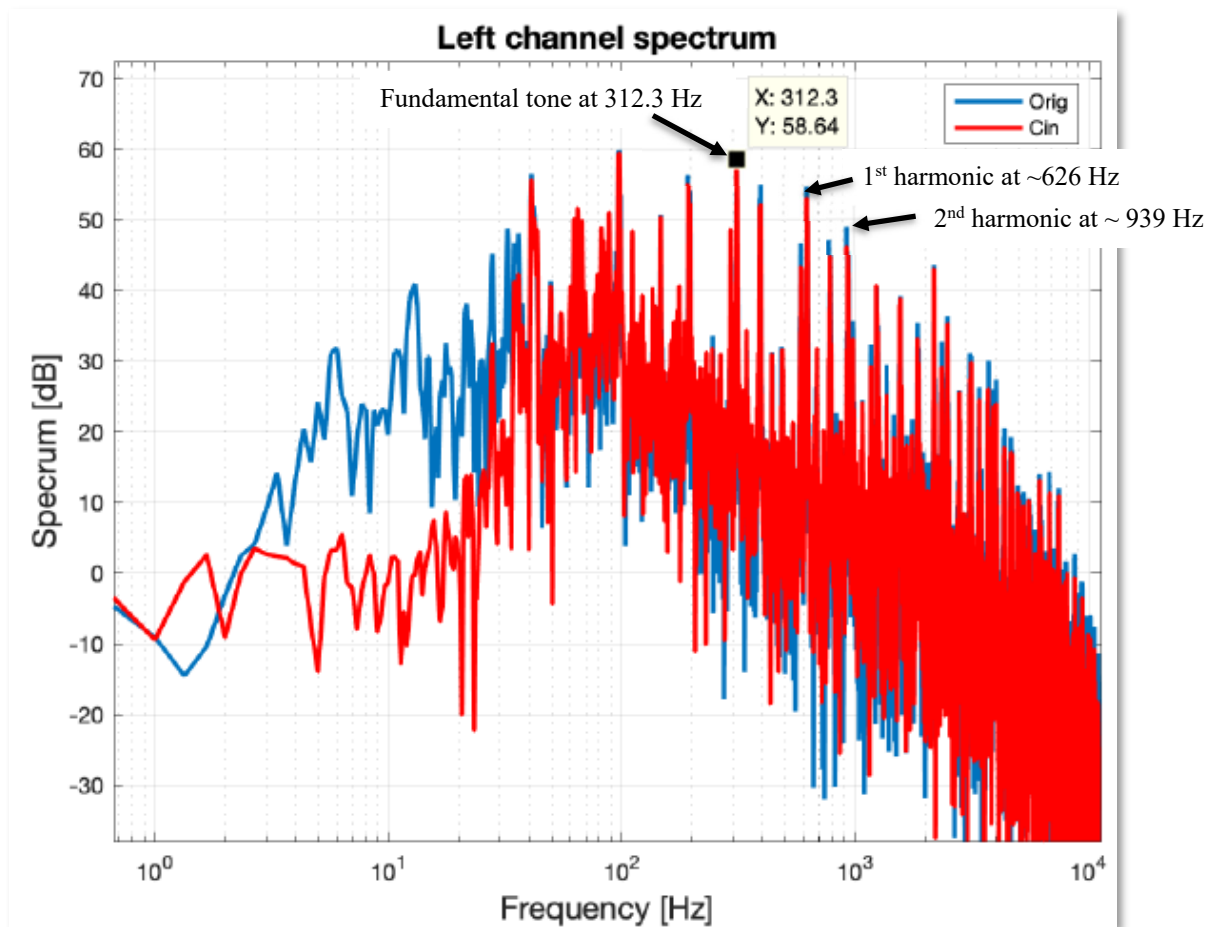 Left channel spectrum
Fundamental tone at 312.3 Hz
X: 312.3
Y: 58.64
Orig
Cin
1st harmonic at ~626 Hz
2nd harmonic at ~ 939 Hz
70
60
50
40
30
20
10
0
-10
-20
-30
Specrum [dB]
10^0
10^1
10^2
10^3
10^4
Frequency [Hz]